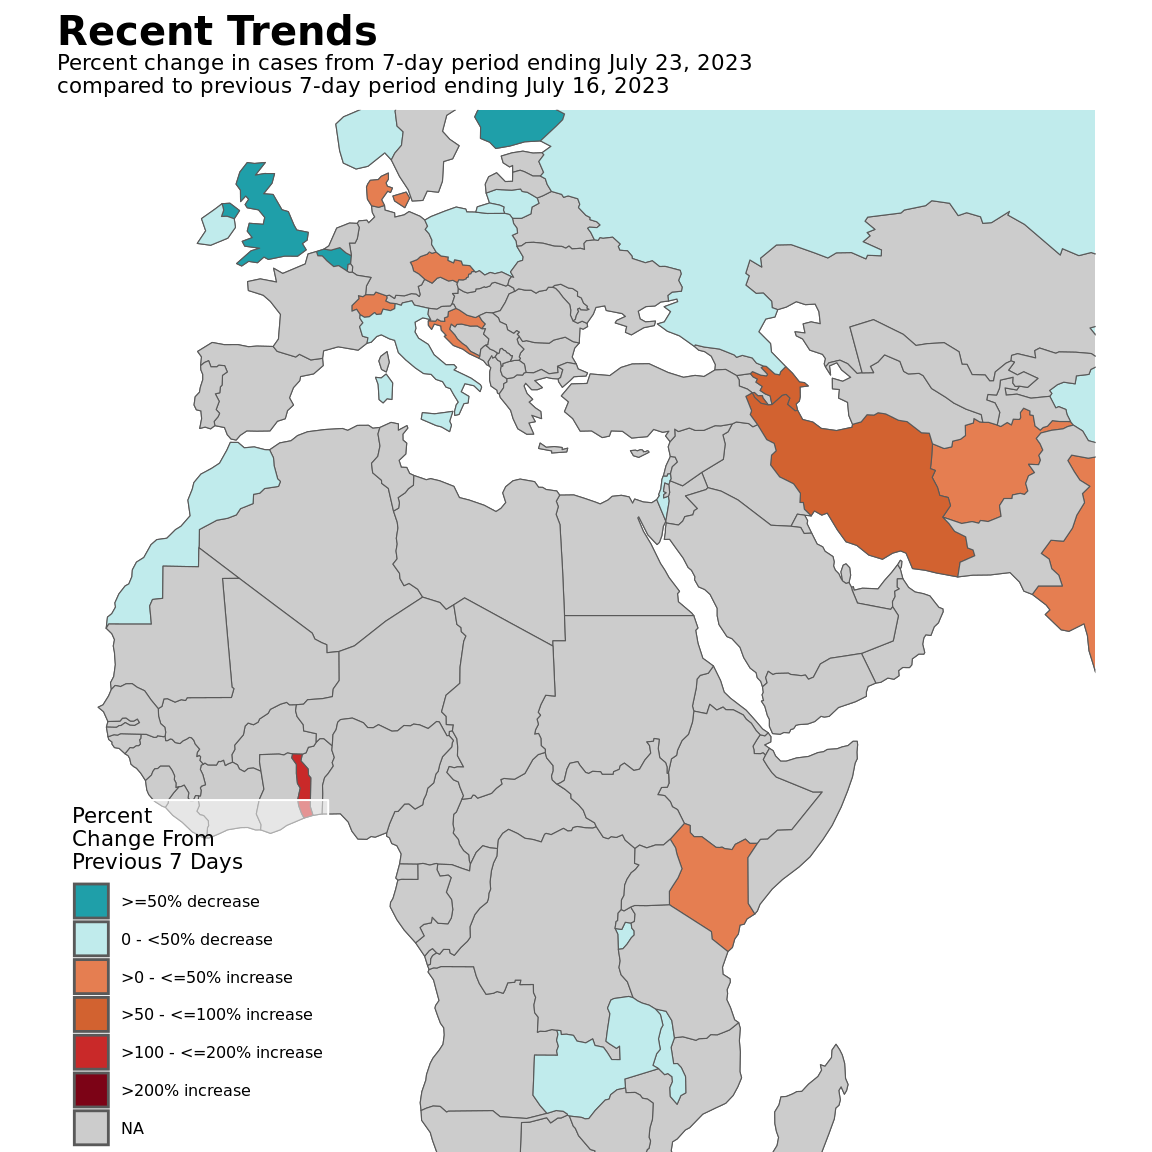 Recent Trends
Percent change in cases from 7-day period ending July 23, 2023
compared to previous 7-day period ending July 16, 2023
Percent
Change From
Previous 7 Days
>=50% decrease
0 - <50% decrease
>0 - <=50% increase
>50 - <=100% increase
>100 - <=200% increase
>200% increase
NA